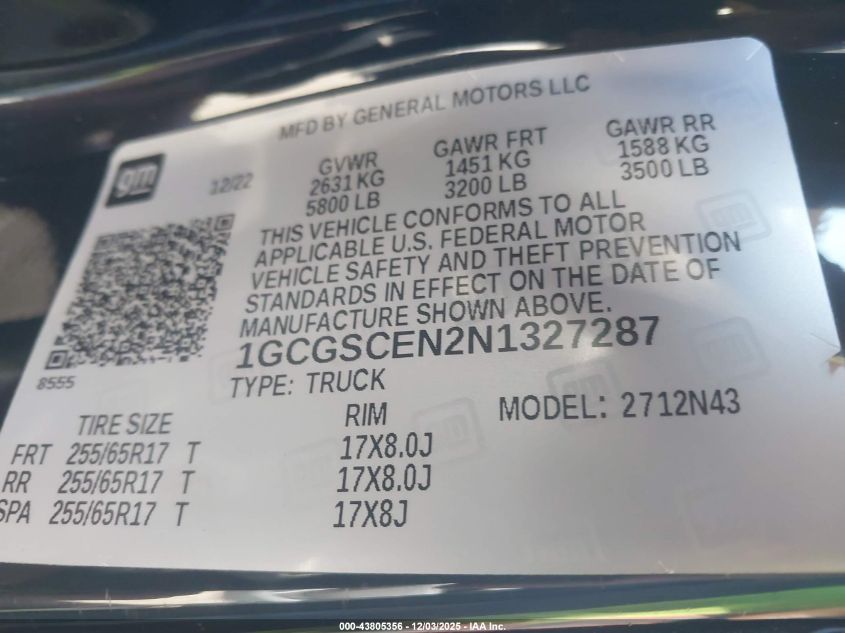 MFD BY GENERAL MOTORS LLC
gm
12/22
GVWR
2631 KG
5800 LB
GAWR FRT
1451 KG
3200 LB
GAWR RR
1588 KG
3500 LB
THIS VEHICLE CONFORMS TO ALL
APPLICABLE U.S. FEDERAL MOTOR
VEHICLE SAFETY AND THEFT PREVENTION
STANDARDS IN EFFECT ON THE DATE OF
MANUFACTURE SHOWN ABOVE.
1GCGSCEN2N1327287
8555
TYPE: TRUCK
MODEL: 2712N43
TIRE SIZE RIM
FRT 255/65R17 T 17X8.0J
RR 255/65R17 T 17X8.0J
SPA 255/65R17 T 17X8J
000-43805356 - 12/03/2025 - IAA Inc.